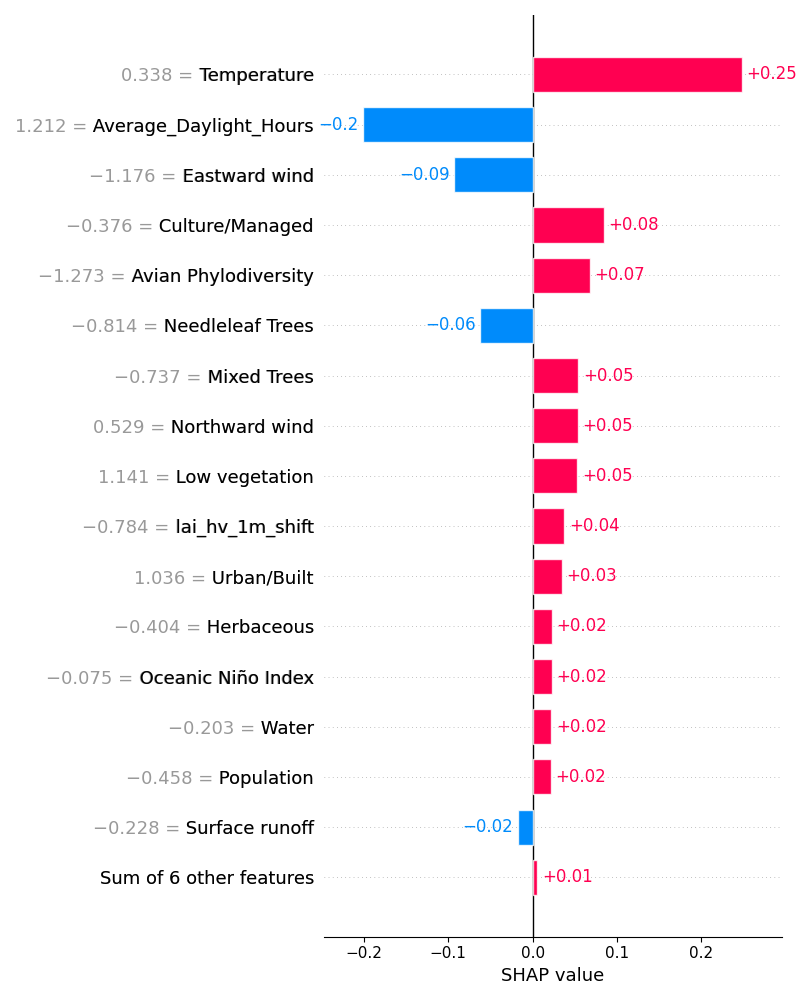 0.338 = Temperature +0.25
1.212 = Average_Daylight_Hours −0.2
−1.176 = Eastward wind −0.09
−0.376 = Culture/Managed +0.08
−1.273 = Avian Phylodiversity +0.07
−0.814 = Needleleaf Trees −0.06
−0.737 = Mixed Trees +0.05
0.529 = Northward wind +0.05
1.141 = Low vegetation +0.05
−0.784 = lai_hv_1m_shift +0.04
1.036 = Urban/Built +0.03
−0.404 = Herbaceous +0.02
−0.075 = Oceanic Niño Index +0.02
−0.203 = Water +0.02
−0.458 = Population +0.02
−0.228 = Surface runoff −0.02
Sum of 6 other features +0.01
−0.2 −0.1 0.0 0.1 0.2
SHAP value